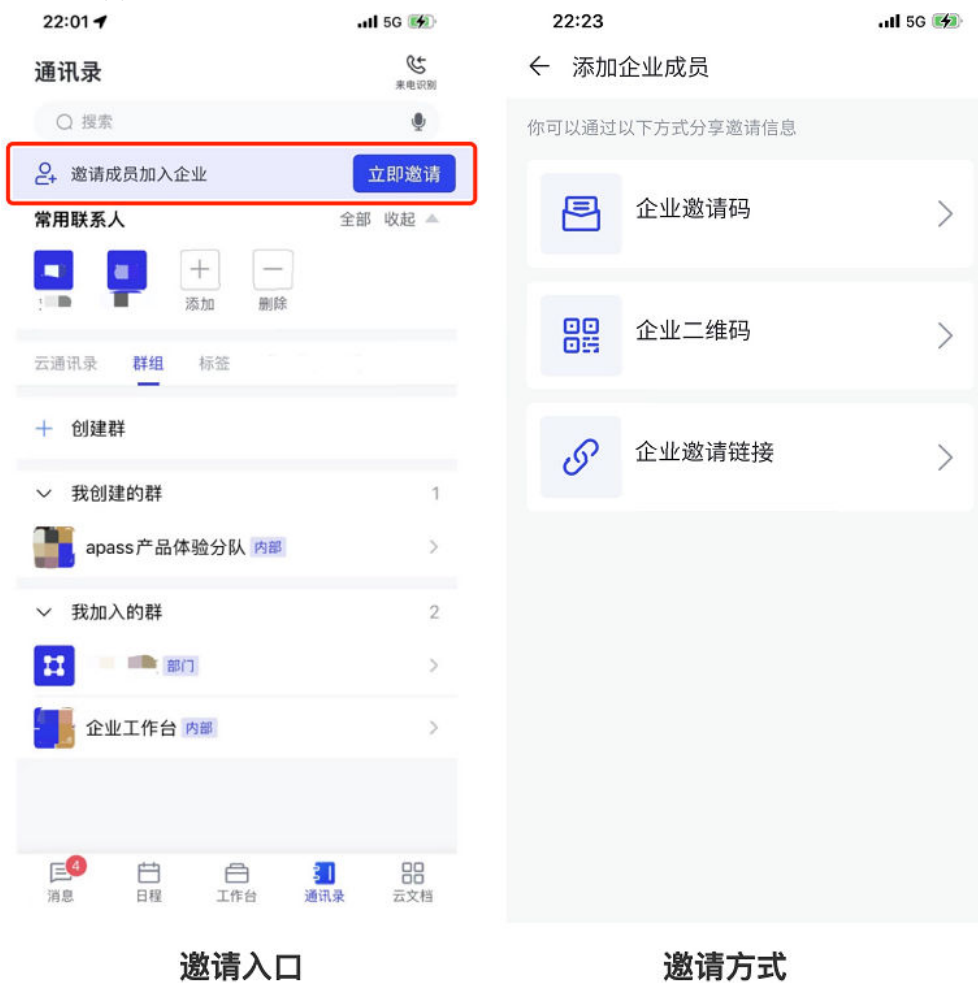 22:01
5G
通讯录
来电识别
搜索
邀请成员加入企业
立即邀请
常用联系人
全部 收起
添加
删除
云通讯录 群组 标签
创建群
我创建的群 1
apass产品体验分队 内部
我加入的群 2
部门
企业工作台 内部
4
消息 日程 工作台 通讯录 云文档
邀请入口
22:23
5G
添加企业成员
你可以通过以下方式分享邀请信息
企业邀请码
企业二维码
企业邀请链接
邀请方式